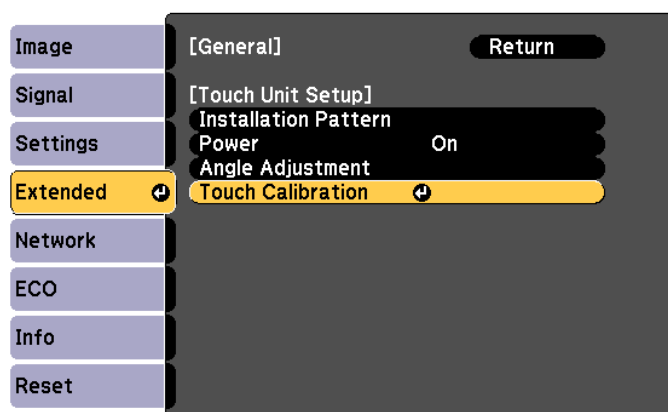 Image
Signal
Settings
Extended
Network
ECO
Info
Reset
[General] Return
[Touch Unit Setup]
Installation Pattern
Power On
Angle Adjustment
Touch Calibration